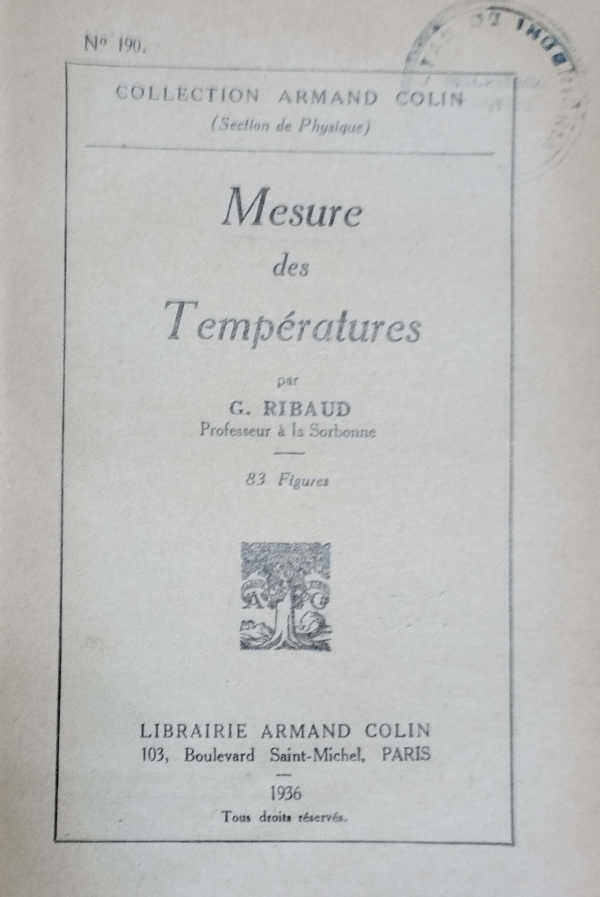 Nº 190.
COLLECTION ARMAND COLIN
(Section de Physique)
Mesure
des
Températures
par
G. RIBAUD
Professeur à la Sorbonne
83 Figures
A C
LIBRAIRIE ARMAND COLIN
103, Boulevard Saint-Michel, PARIS
1936
Tous droits réservés.